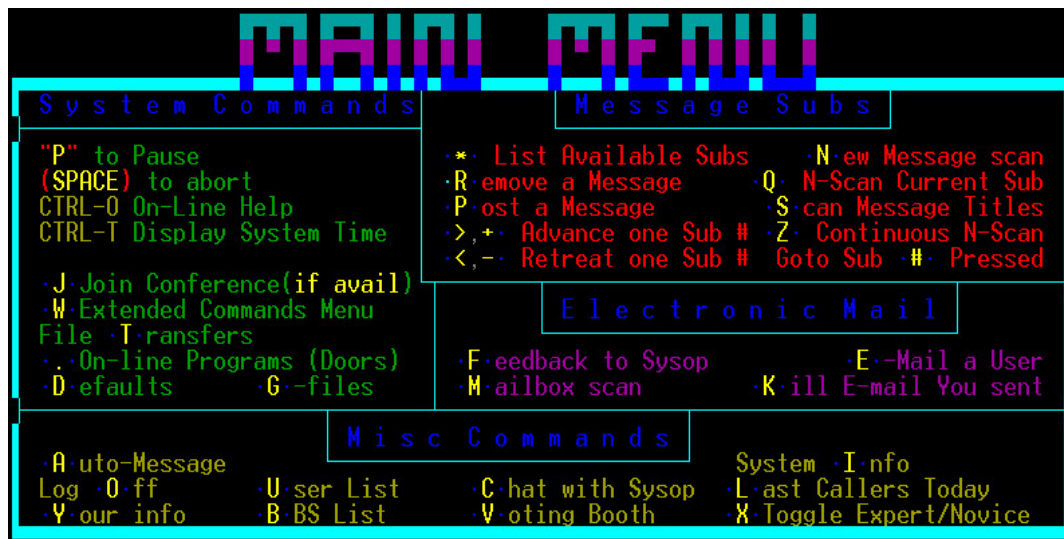 MAIN MENU
System Commands
"P" to Pause
(SPACE) to abort
CTRL-O On-Line Help
CTRL-T Display System Time
·J·Join Conference(if avail)
·W·Extended Commands Menu
File ·T·ransfers
·.·On-line Programs (Doors)
·D·efaults ·G·-files
Message Subs
·*· List Available Subs ·N·ew Message scan
·R·emove a Message ·Q· N-Scan Current Sub
·P·ost a Message ·S·can Message Titles
·>,+· Advance one Sub # ·Z· Continuous N-Scan
·<,-· Retreat one Sub # Goto Sub ·#· Pressed
Electronic Mail
·F·eedback to Sysop ·E·-Mail a User
·M·ailbox scan ·K·ill E-mail You sent
Misc Commands
·A·uto-Message System ·I·nfo
Log ·O·ff ·U·ser List ·C·hat with Sysop ·L·ast Callers Today
·Y·our info ·B·BS List ·V·oting Booth ·X·Toggle Expert/Novice